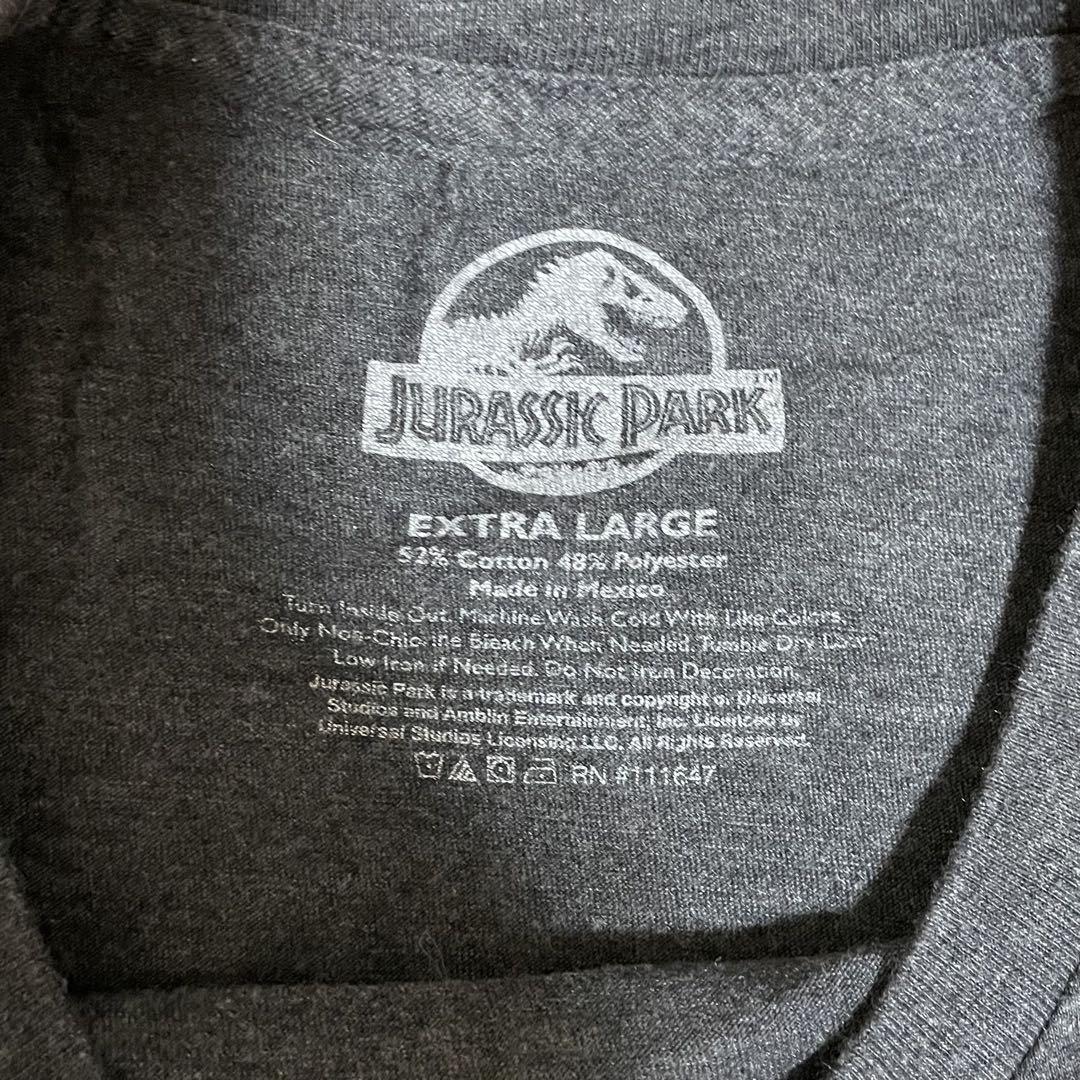 JURASSIC PARK™
EXTRA LARGE
52% Cotton 48% Polyester
Made in Mexico
Turn Inside Out. Machine Wash Cold With Like Colors.
Only Non-Chlorine Bleach When Needed. Tumble Dry Low.
Low Iron if Needed. Do Not Iron Decoration.
Jurassic Park is a trademark and copyright of Universal
Studios and Amblin Entertainment, Inc. Licensed by
Universal Studios Licensing LLC. All Rights Reserved.
RN #111647